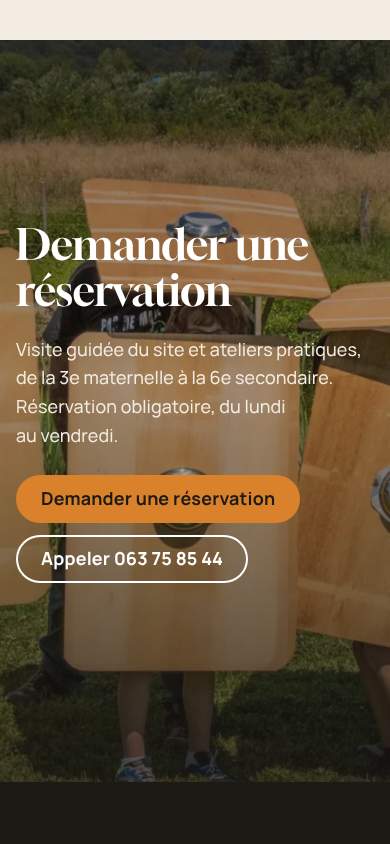 Demander une
réservation
Visite guidée du site et ateliers pratiques,
de la 3e maternelle à la 6e secondaire.
Réservation obligatoire, du lundi
au vendredi.
Demander une réservation
Appeler 063 75 85 44